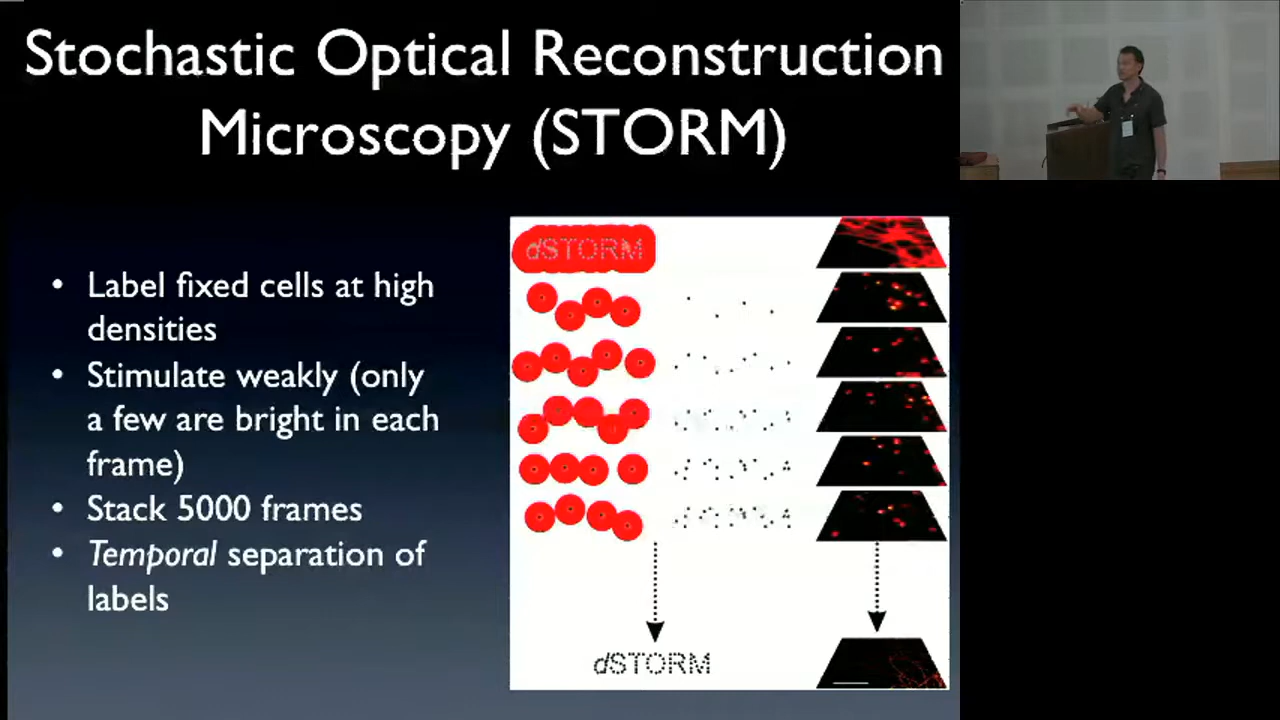 Stochastic Optical Reconstruction
Microscopy (STORM)
• Label fixed cells at high
densities
• Stimulate weakly (only
a few are bright in each
frame)
• Stack 5000 frames
• Temporal separation of
labels
dSTORM
dSTORM